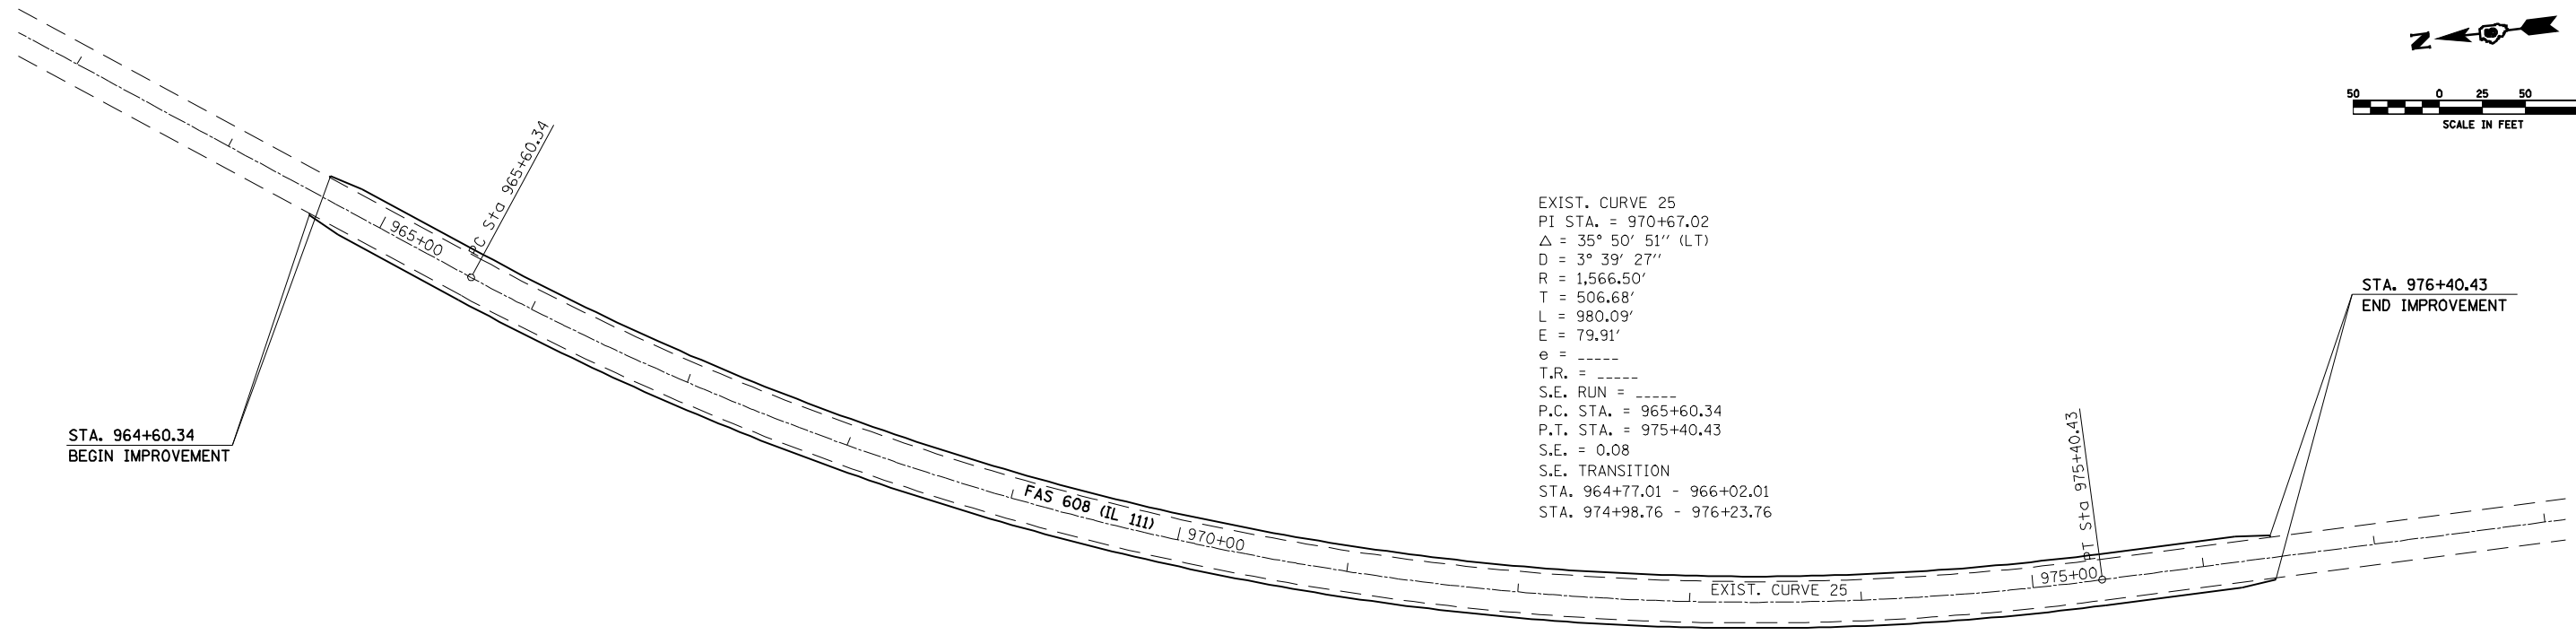 N
50 0 25 50
SCALE IN FEET
PC Sta 965+60.34
965+00
EXIST. CURVE 25
PI STA. = 970+67.02
△ = 35° 50′ 51′′ (LT)
D = 3° 39′ 27′′
R = 1,566.50′
T = 506.68′
L = 980.09′
E = 79.91′
e = _____
T.R. = _____
S.E. RUN = _____
P.C. STA. = 965+60.34
P.T. STA. = 975+40.43
S.E. = 0.08
S.E. TRANSITION
STA. 964+77.01 - 966+02.01
STA. 974+98.76 - 976+23.76
STA. 976+40.43
END IMPROVEMENT
STA. 964+60.34
BEGIN IMPROVEMENT
FAS 608 (IL 111)
970+00
EXIST. CURVE 25
975+00
PT Sta 975+40.43